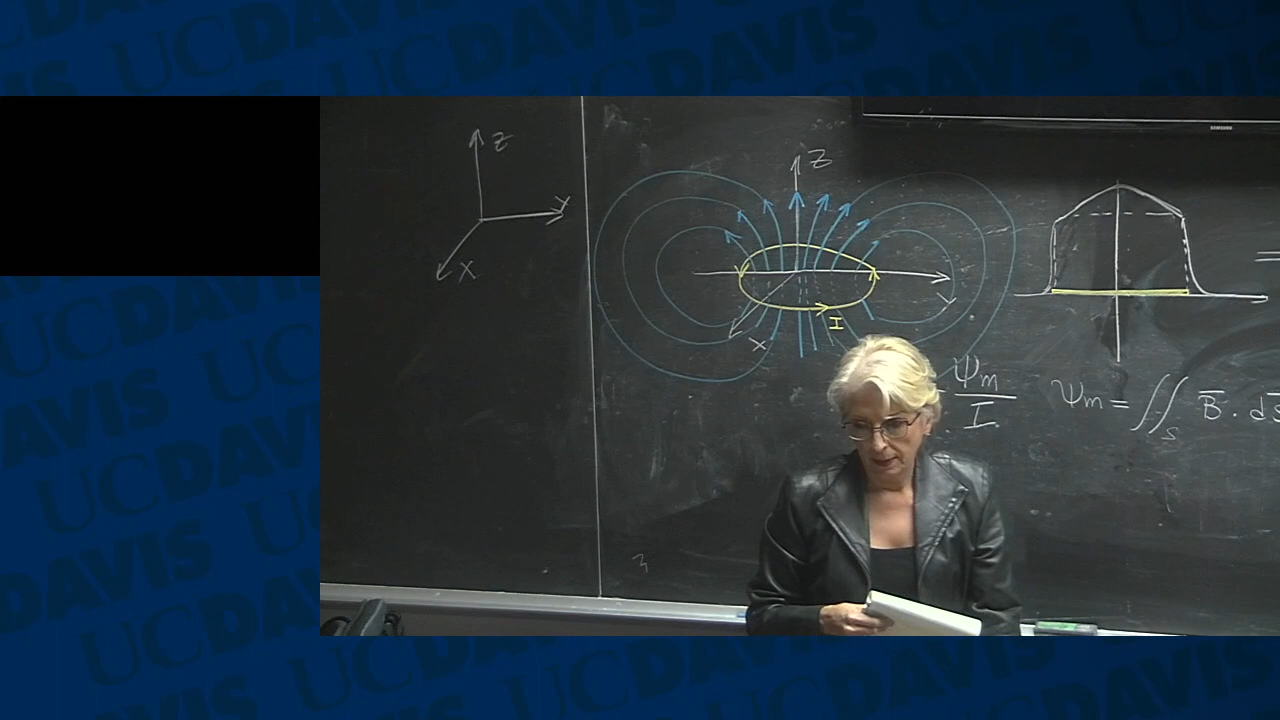 UCDAVIS
SAMSUNG
Z
Y
X
Z
Y
X
I
Ψm
I
Ψm = ∬ B̄ · dS̄
S